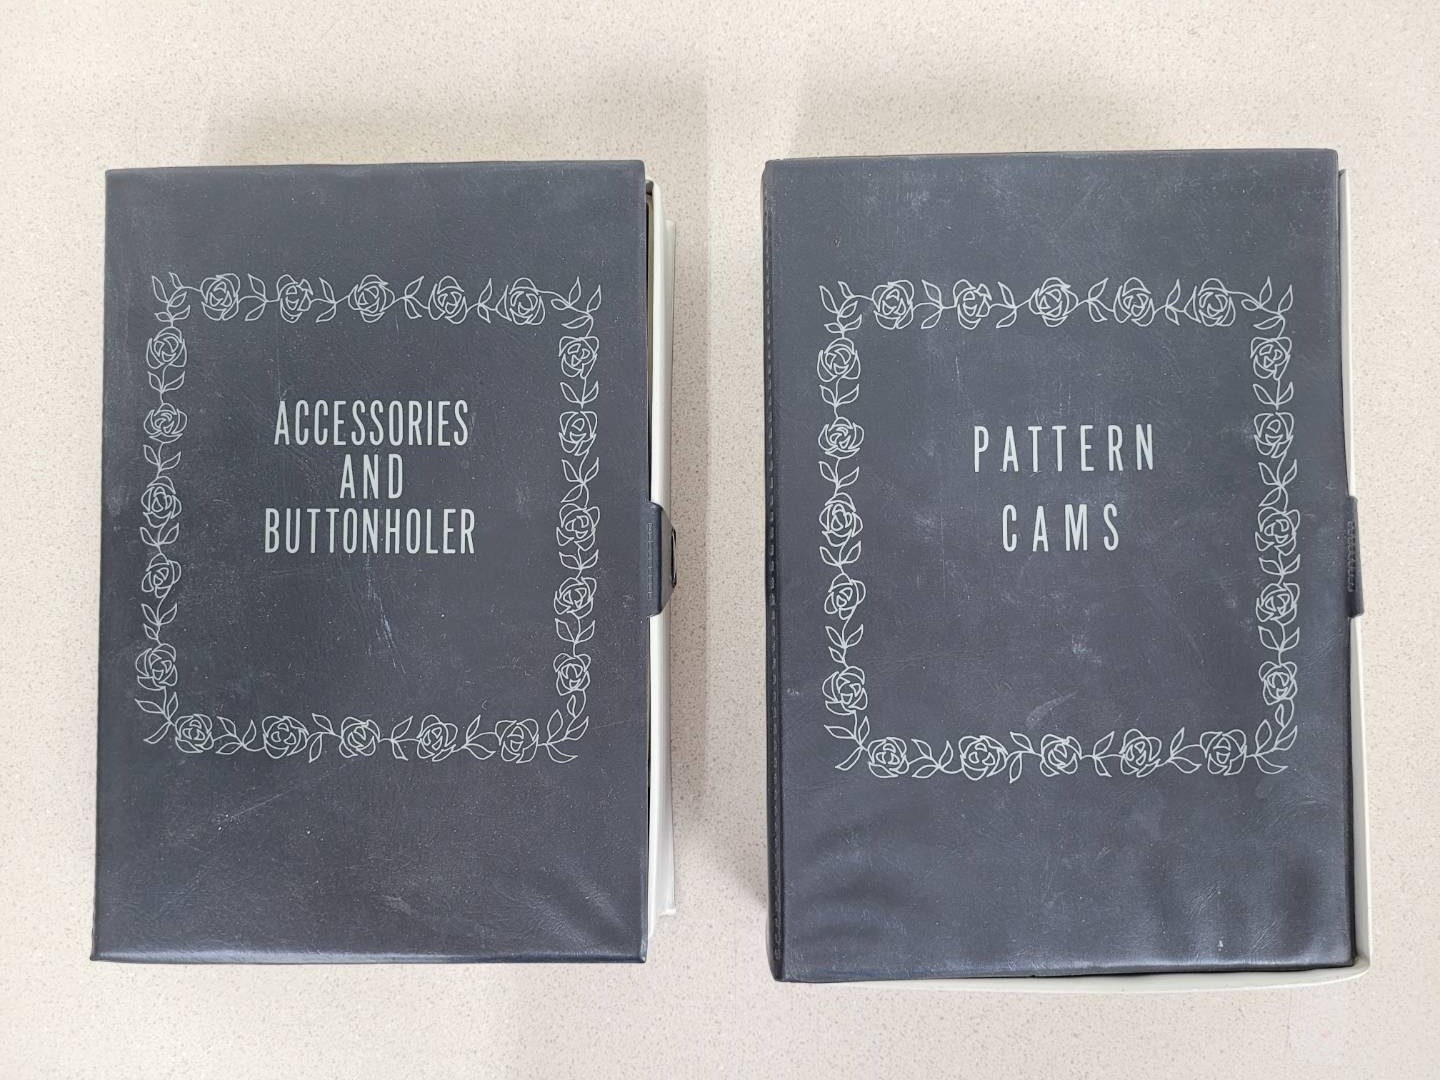 ACCESSORIES
AND
BUTTONHOLER
PATTERN
CAMS